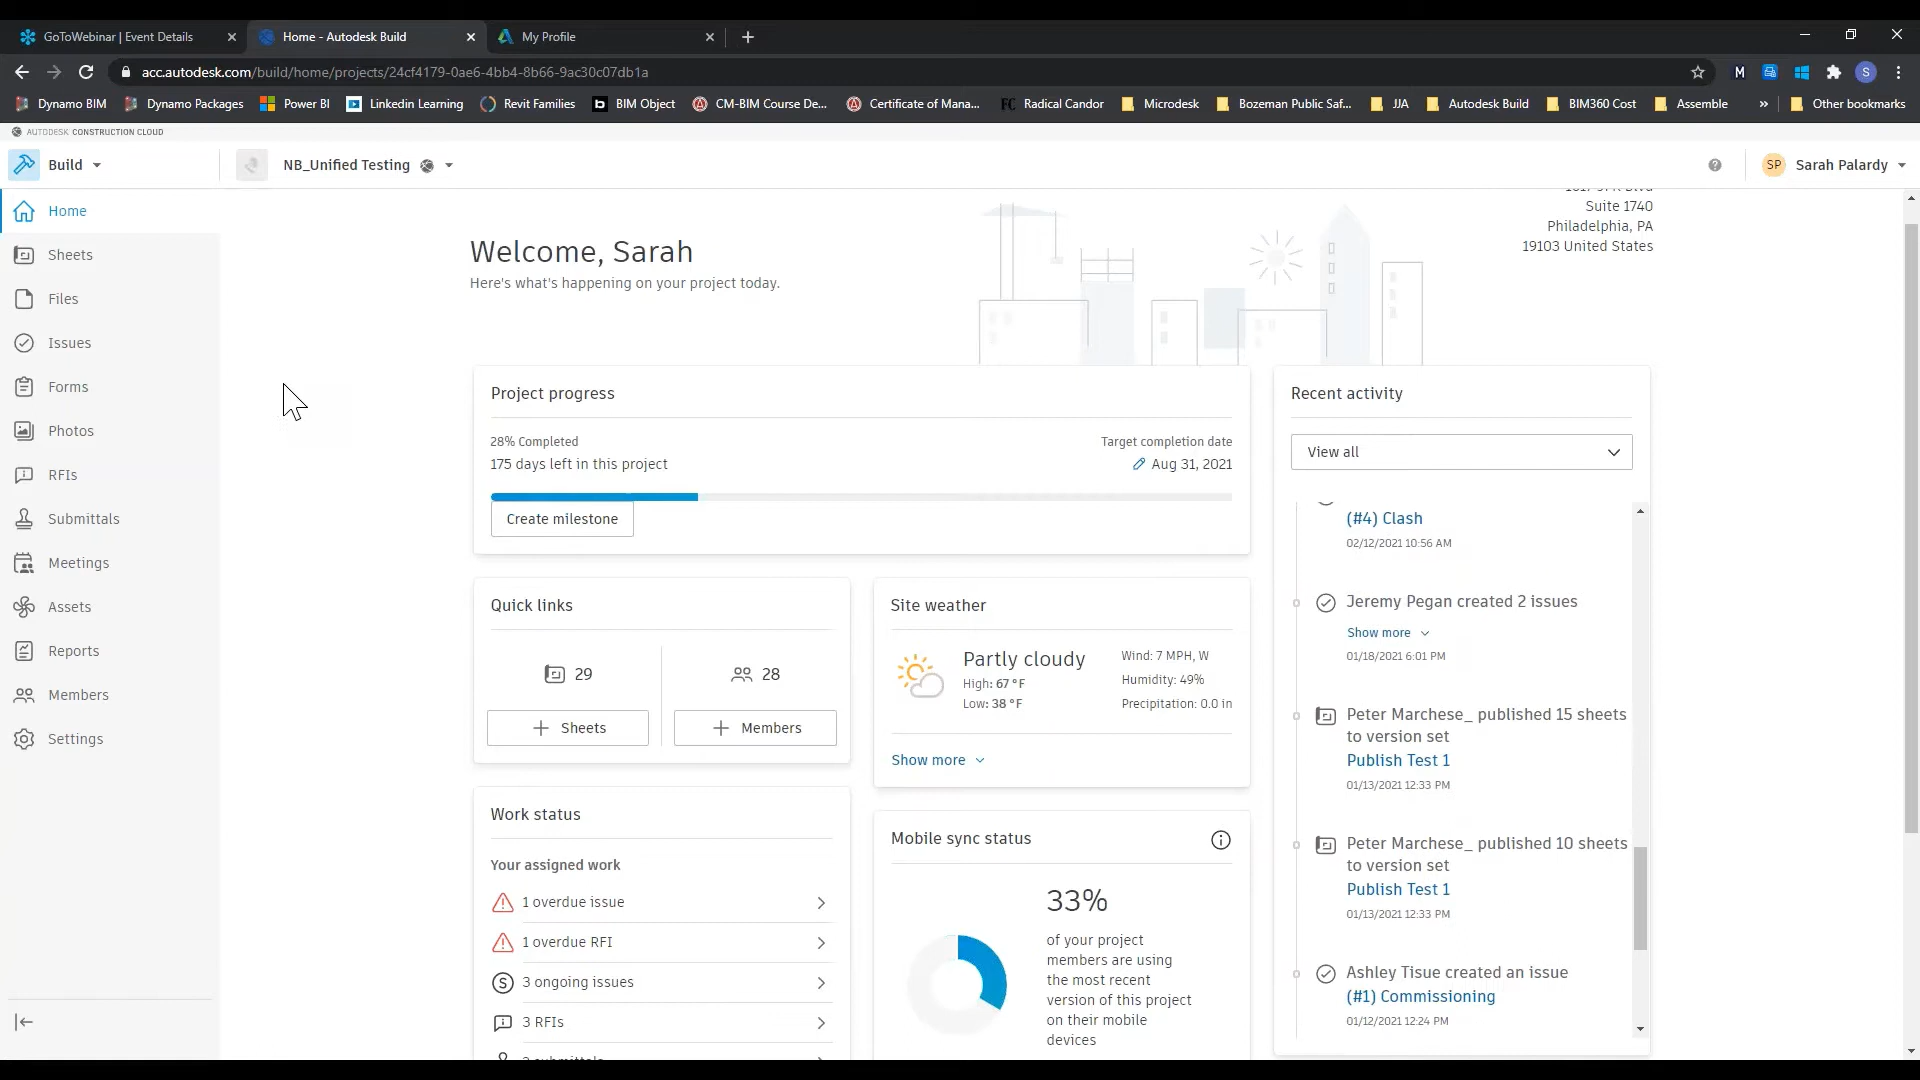 GoToWebinar | Event Details
Home - Autodesk Build
My Profile
acc.autodesk.com/build/home/projects/24cf4179-0ae6-4bb4-8b66-9ac30c07db1a
M
S
Dynamo BIM
Dynamo Packages
Power BI
Linkedin Learning
Revit Families
b
BIM Object
CM-BIM Course De...
Certificate of Mana...
FC
Radical Candor
Microdesk
Bozeman Public Saf...
JJA
Autodesk Build
BIM360 Cost
Assemble
»
Other bookmarks
AUTODESK CONSTRUCTION CLOUD
Build
NB_Unified Testing
SP
Sarah Palardy
Home
Sheets
Files
Issues
Forms
Photos
RFIs
Submittals
Meetings
Assets
Reports
Members
Settings
Welcome, Sarah
Here's what's happening on your project today.
Suite 1740
Philadelphia, PA
19103 United States
Project progress
28% Completed
175 days left in this project
Target completion date
Aug 31, 2021
Create milestone
Quick links
29
28
+ Sheets
+ Members
Site weather
Partly cloudy
High: 67 °F
Low: 38 °F
Wind: 7 MPH, W
Humidity: 49%
Precipitation: 0.0 in
Show more
Work status
Your assigned work
1 overdue issue
1 overdue RFI
3 ongoing issues
3 RFIs
Mobile sync status
33%
of your project
members are using
the most recent
version of this project
on their mobile
devices
Recent activity
View all
(#4) Clash
02/12/2021 10:56 AM
Jeremy Pegan created 2 issues
Show more
01/18/2021 6:01 PM
Peter Marchese_ published 15 sheets
to version set
Publish Test 1
01/13/2021 12:33 PM
Peter Marchese_ published 10 sheets
to version set
Publish Test 1
01/13/2021 12:33 PM
Ashley Tisue created an issue
(#1) Commissioning
01/12/2021 12:24 PM